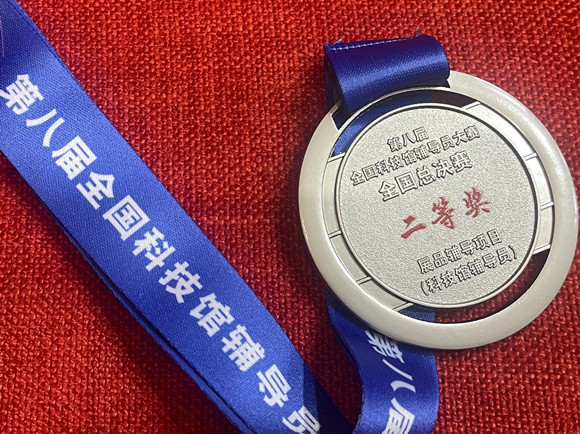 第八届全国科技馆辅导员
第八届
全国科技馆辅导员大赛
全国总决赛
二等奖
展品辅导项目
(科技馆辅导员)
第八届